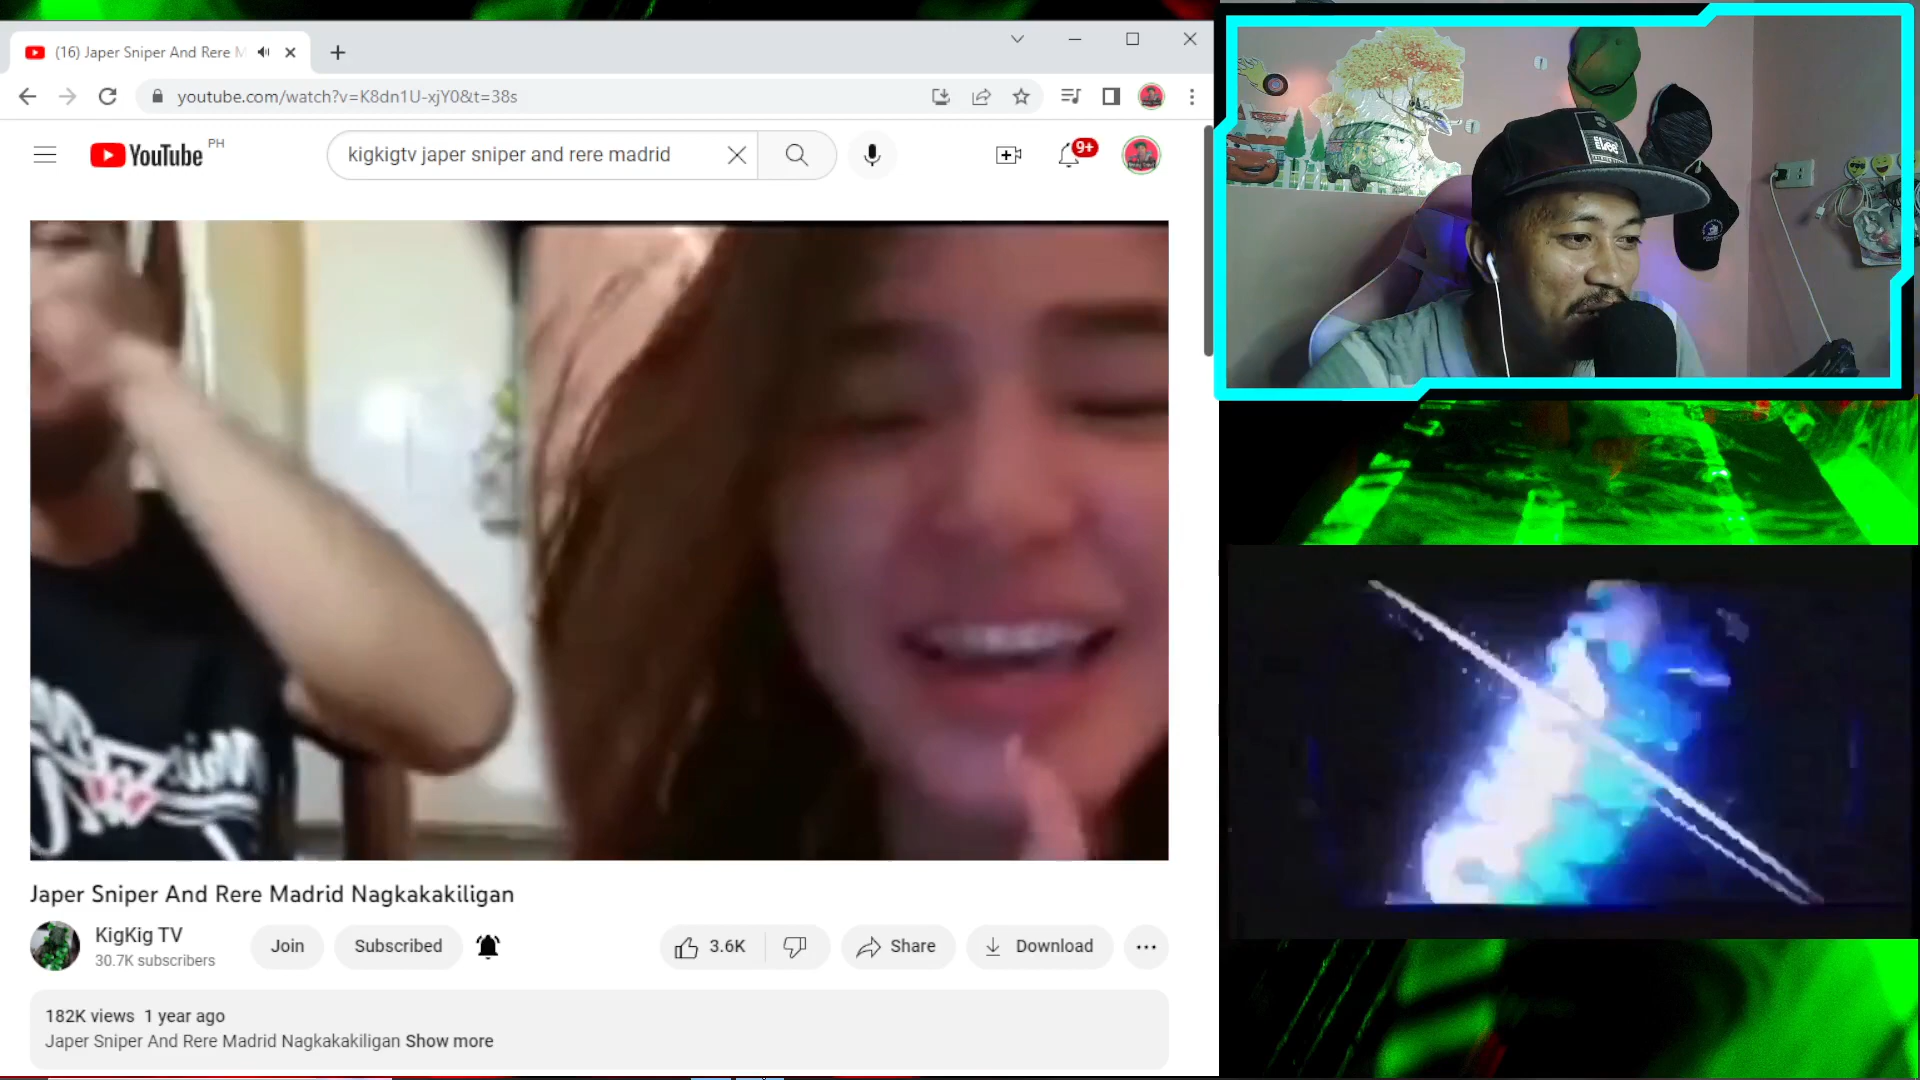 (16) Japer Sniper And Rere M
youtube.com/watch?v=K8dn1U-xjY0&t=38s
YouTube PH
kigkigtv japer sniper and rere madrid
9+
Japer Sniper And Rere Madrid Nagkakakiligan
KigKig TV
30.7K subscribers
Join
Subscribed
3.6K
Share
Download
182K views 1 year ago
Japer Sniper And Rere Madrid Nagkakakiligan Show more